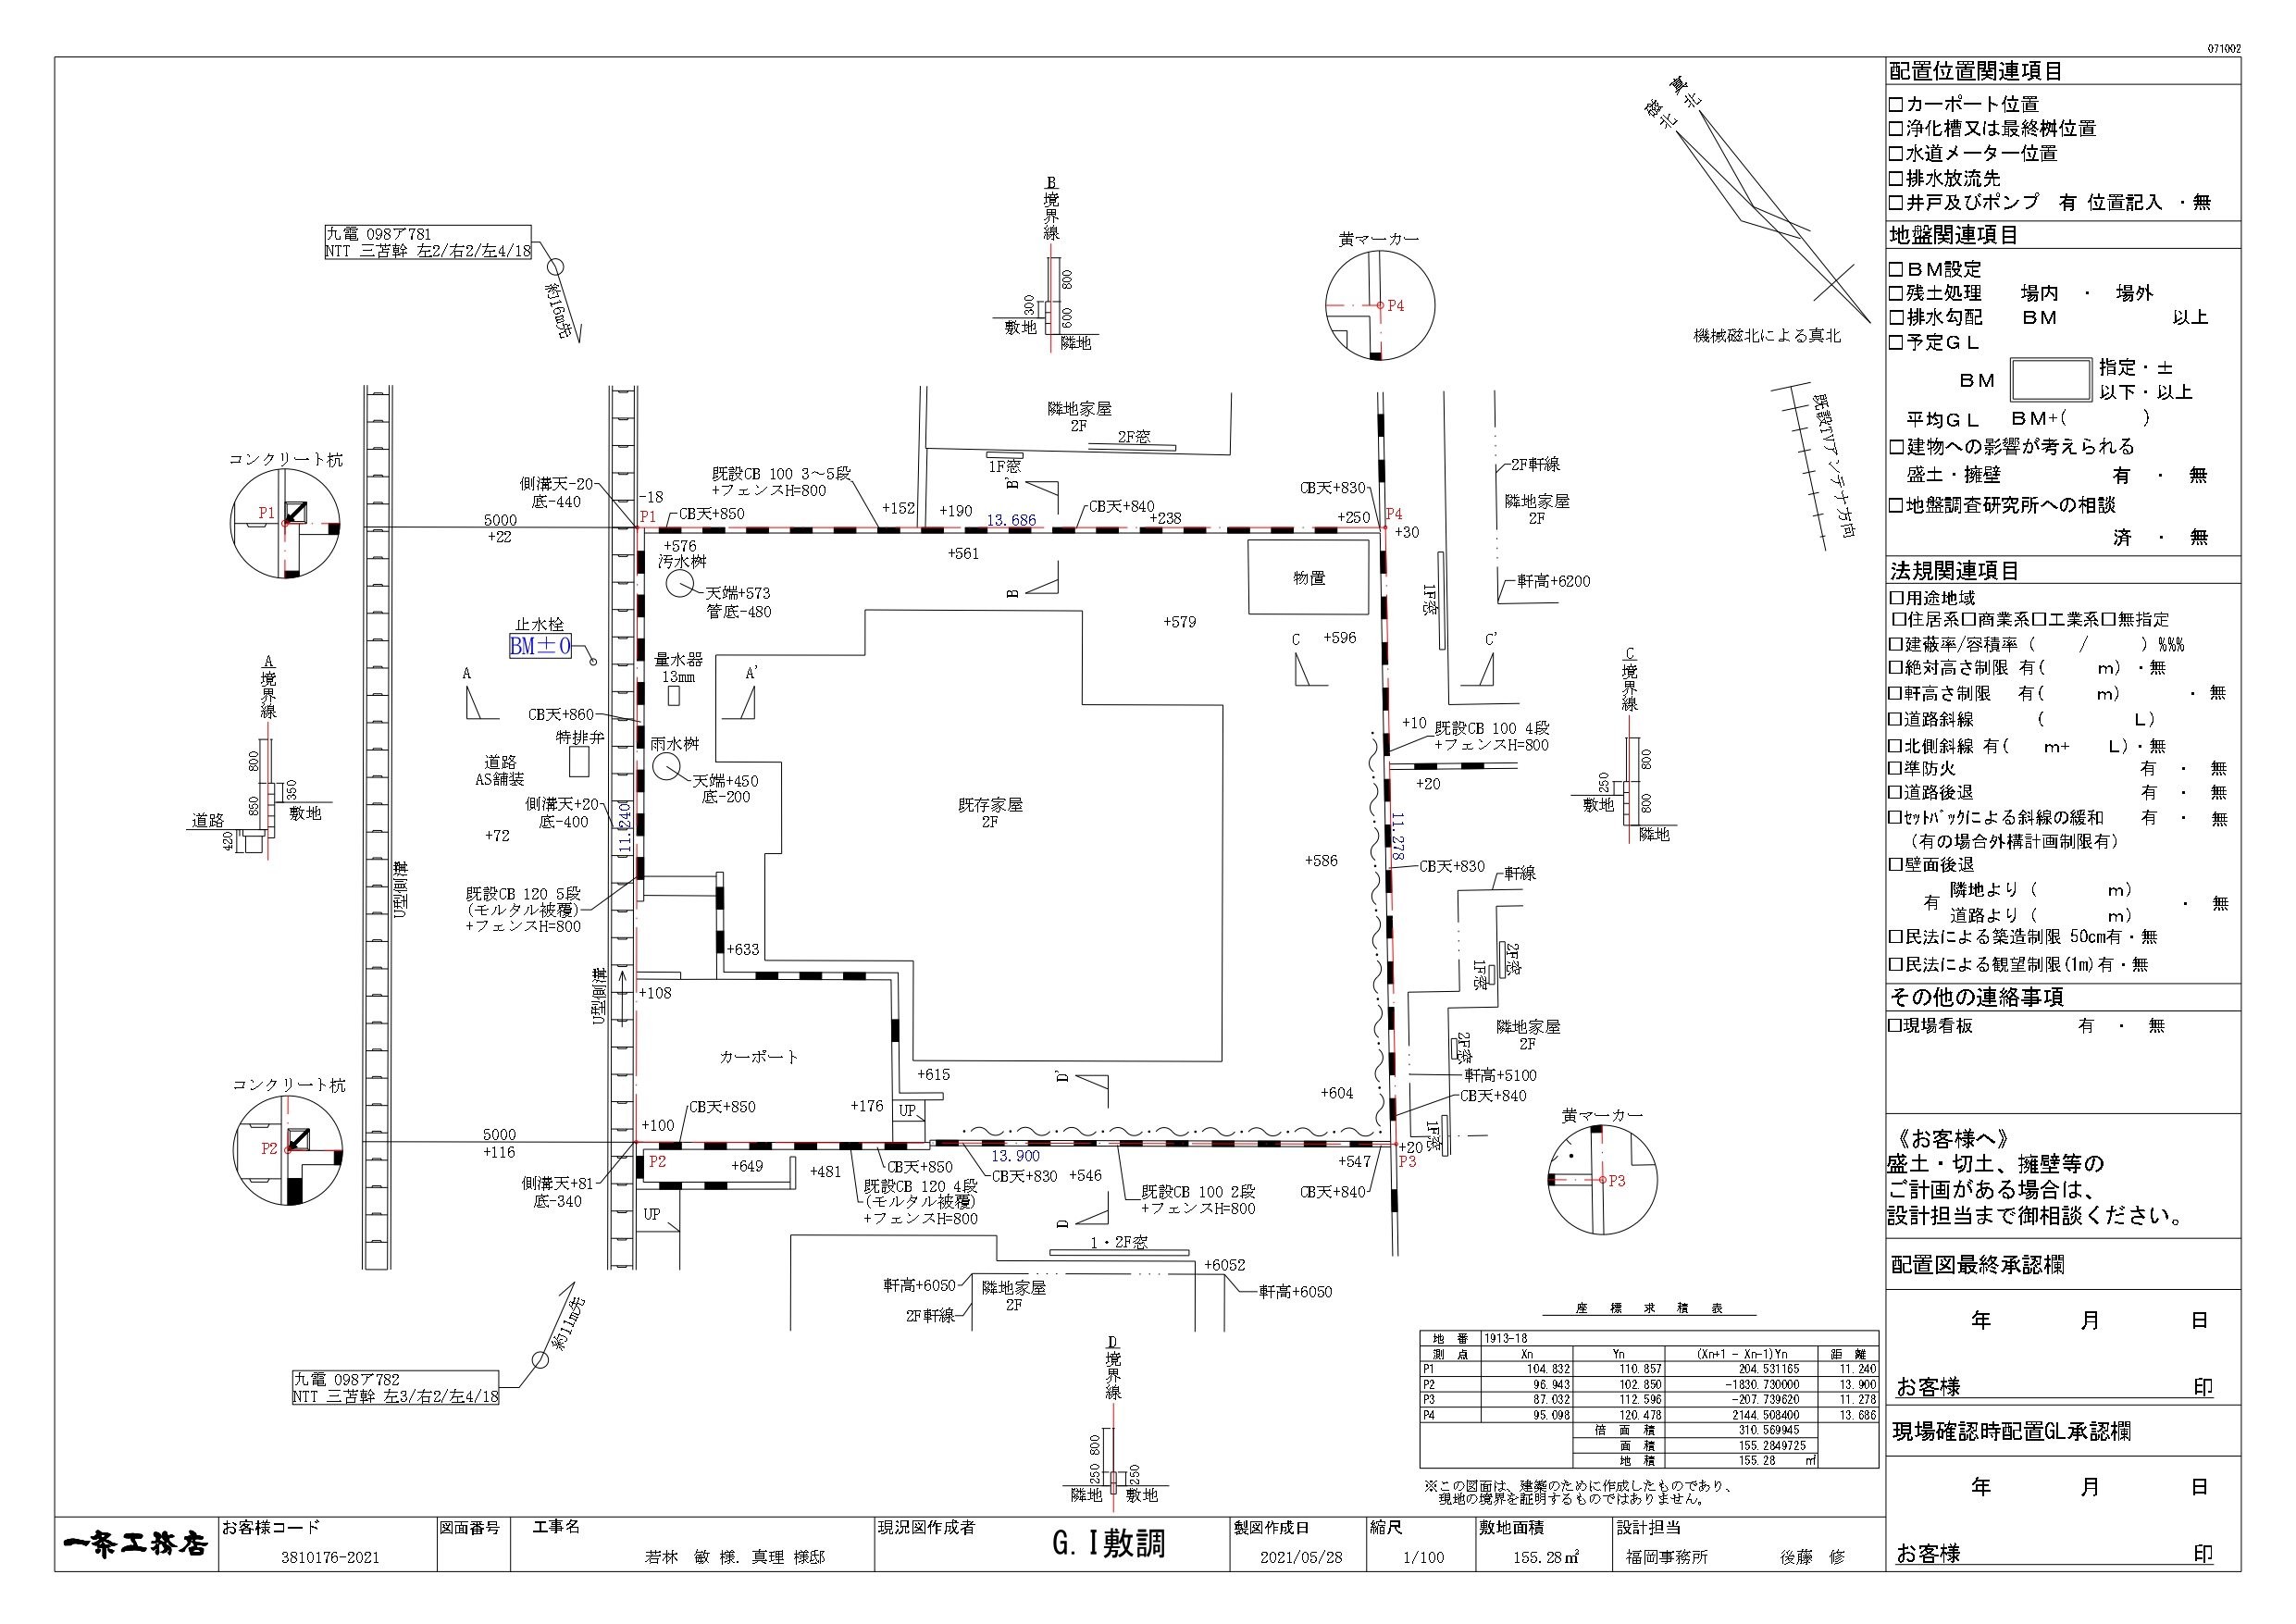 071002
配置位置関連項目
□カーポート位置
□浄化槽又は最終桝位置
□水道メーター位置
□排水放流先
□井戸及びポンプ 有 位置記入 ・無
地盤関連項目
□ＢＭ設定
□残土処理 場内 ・ 場外
□排水勾配 ＢＭ 以上
□予定ＧＬ
ＢＭ 指定・±
以下・以上
平均ＧＬ ＢＭ+( )
□建物への影響が考えられる
盛土・擁壁 有 ・ 無
□地盤調査研究所への相談
済 ・ 無
法規関連項目
□用途地域
□住居系□商業系□工業系□無指定
□建蔽率/容積率 ( / ) %%%
□絶対高さ制限 有( m) ・無
□軒高さ制限 有( m) ・ 無
□道路斜線 ( L)
□北側斜線 有( m+ L)・無
□準防火 有 ・ 無
□道路後退 有 ・ 無
□ｾｯﾄﾊﾞｯｸによる斜線の緩和 有 ・ 無
(有の場合外構計画制限有)
□壁面後退
有 隣地より ( m)
道路より ( m) ・ 無
□民法による築造制限 50cm有・無
□民法による観望制限(1m)有・無
その他の連絡事項
□現場看板 有 ・ 無
《お客様へ》
盛土・切土、擁壁等の
ご計画がある場合は、
設計担当まで御相談ください。
配置図最終承認欄
年 月 日
お客様 印
現場確認時配置GL承認欄
年 月 日
お客様 印
真北
磁北
機械磁北による真北
既設TVアンテナ方向
九電 098ア781
NTT 三苫幹 左2/右2/左4/18
約16m先
B
境界線
800
300
600
敷地
隣地
黄マーカー
P4
コンクリート杭
P1
側溝天-20
底-440
-18
P1
5000
+22
既設CB 100 3～5段
+フェンスH=800
CB天+850
+152
+190
13.686
CB天+840
+238
CB天+830
+250
P4
+30
隣地家屋
2F
2F窓
1F窓
B'
B
2F軒線
隣地家屋
2F
軒高+6200
1F窓
+576
汚水桝
天端+573
管底-480
+561
物置
+579
C
+596
C'
止水栓
BM±0
量水器
13mm
A
A'
CB天+860
特排弁
雨水桝
天端+450
底-200
道路
AS舗装
側溝天+20
底-400
11.240
+72
既存家屋
2F
+586
+10
既設CB 100 4段
+フェンスH=800
+20
11.278
CB天+830
軒線
A
境界線
800
350
850
420
道路
敷地
C
境界線
800
250
800
敷地
隣地
U型側溝
既設CB 120 5段
(モルタル被覆)
+フェンスH=800
+633
U型側溝
+108
カーポート
2F窓
1F窓
隣地家屋
2F
2F窓
軒高+5100
CB天+840
1F窓
コンクリート杭
P2
+615
+604
D'
CB天+850
+176
UP
+100
5000
+116
P2
+649
+481
CB天+850
13.900
CB天+830
+546
+547
+20
P3
CB天+840
側溝天+81
底-340
既設CB 120 4段
(モルタル被覆)
+フェンスH=800
既設CB 100 2段
+フェンスH=800
D
UP
黄マーカー
P3
1・2F窓
+6052
軒高+6050
隣地家屋
2F
2F軒線
軒高+6050
約11m先
九電 098ア782
NTT 三苫幹 左3/右2/左4/18
D
境界線
800
250
250
隣地
敷地
座 標 求 積 表
地 番 1913-18
測 点 Xn Yn (Xn+1 - Xn-1)Yn 距 離
P1 104.832 110.857 204.531165 11.240
P2 96.943 102.850 -1830.730000 13.900
P3 87.032 112.596 -207.739620 11.278
P4 95.098 120.478 2144.508400 13.686
倍 面 積 310.569945
面 積 155.2849725
地 積 155.28 ㎡
※この図面は、建築のために作成したものであり、
現地の境界を証明するものではありません。
一条工務店
お客様コード
3810176-2021
図面番号
工事名
若林 敏 様. 真理 様邸
現況図作成者
G.I敷調
製図作成日
2021/05/28
縮尺
1/100
敷地面積
155.28㎡
設計担当
福岡事務所 後藤 修